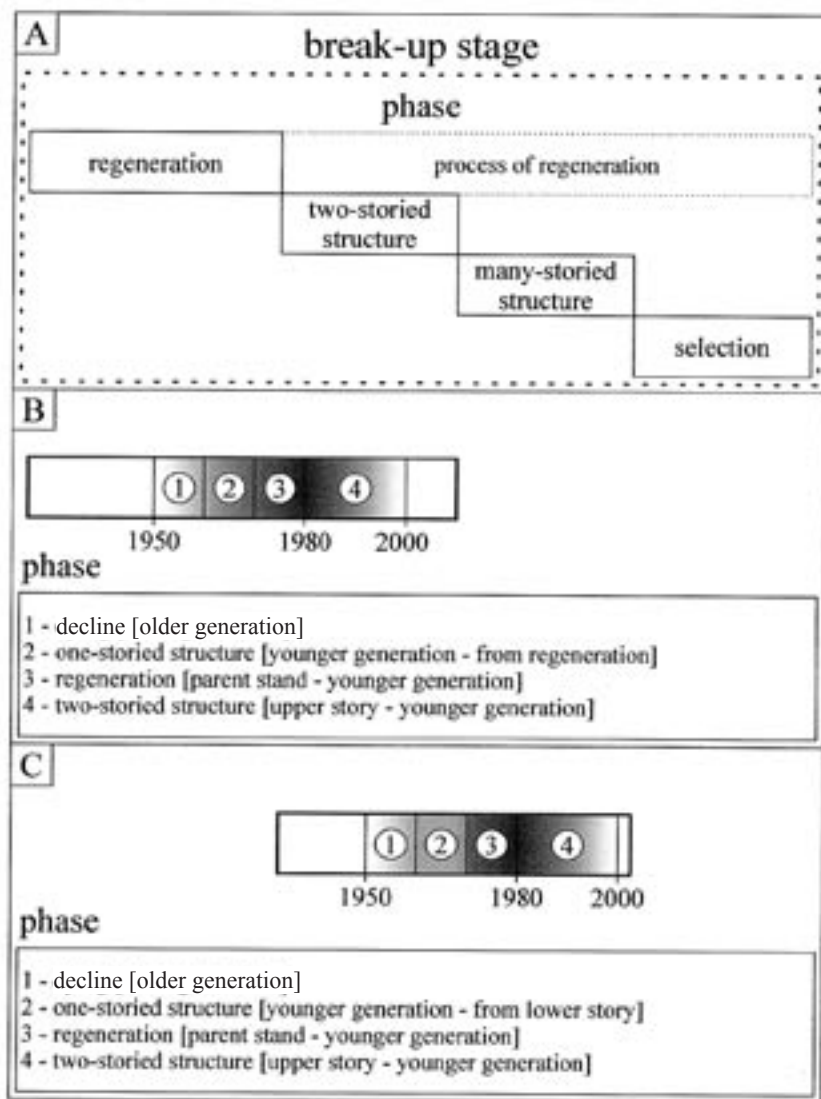 A
break-up stage
phase
regeneration
process of regeneration
two-storied
structure
many-storied
structure
selection
B
1 2 3 4
1950 1980 2000
phase
1 - decline [older generation]
2 - one-storied structure [younger generation - from regeneration]
3 - regeneration [parent stand - younger generation]
4 - two-storied structure [upper story - younger generation]
C
1 2 3 4
1950 1980 2000
phase
1 - decline [older generation]
2 - one-storied structure [younger generation - from lower story]
3 - regeneration [parent stand - younger generation]
4 - two-storied structure [upper story - younger generation]